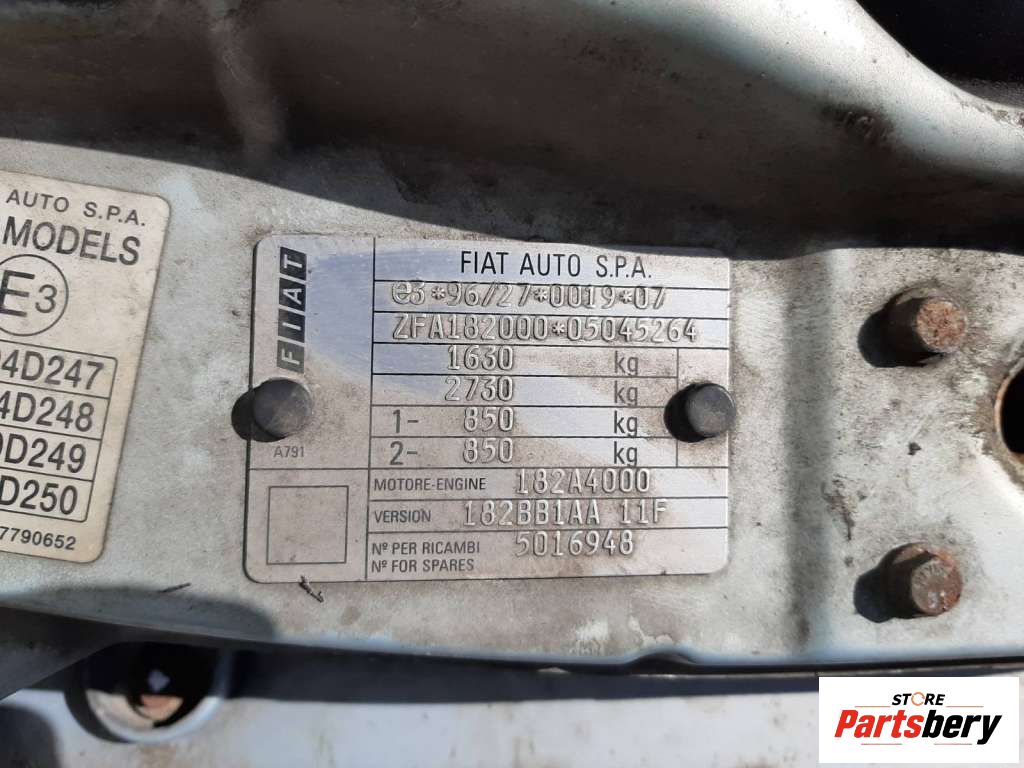 AUTO S.P.A.
MODELS
E3
4D247
4D248
D249
D250
7790652
FIAT
FIAT AUTO S.P.A.
e3*96/27*0019*07
ZFA182000*05045264
1630 kg
2730 kg
1- 850 kg
2- 850 kg
A791
MOTORE-ENGINE 182A4000
VERSION 182BB1AA 11F
Nº PER RICAMBI
Nº FOR SPARES 5016948
STORE
Partsbery